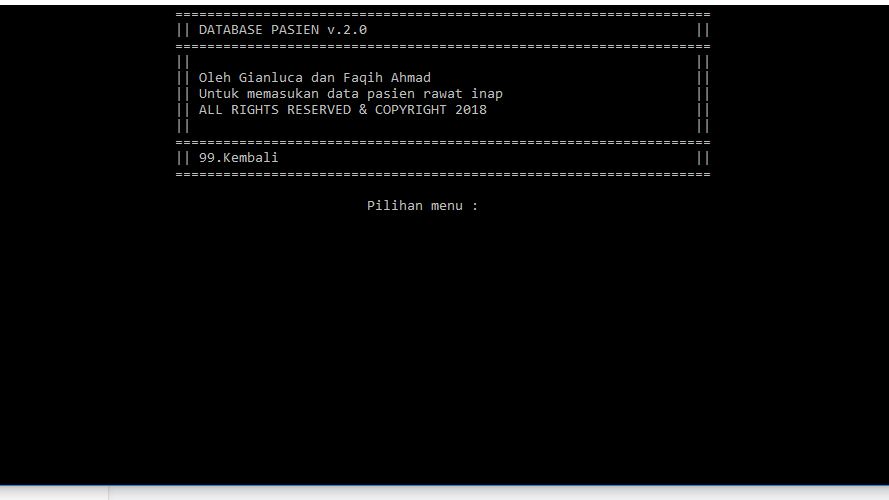 ===================================================================
|| DATABASE PASIEN v.2.0 ||
===================================================================
|| ||
|| Oleh Gianluca dan Faqih Ahmad ||
|| Untuk memasukan data pasien rawat inap ||
|| ALL RIGHTS RESERVED & COPYRIGHT 2018 ||
|| ||
===================================================================
|| 99.Kembali ||
===================================================================
Pilihan menu :